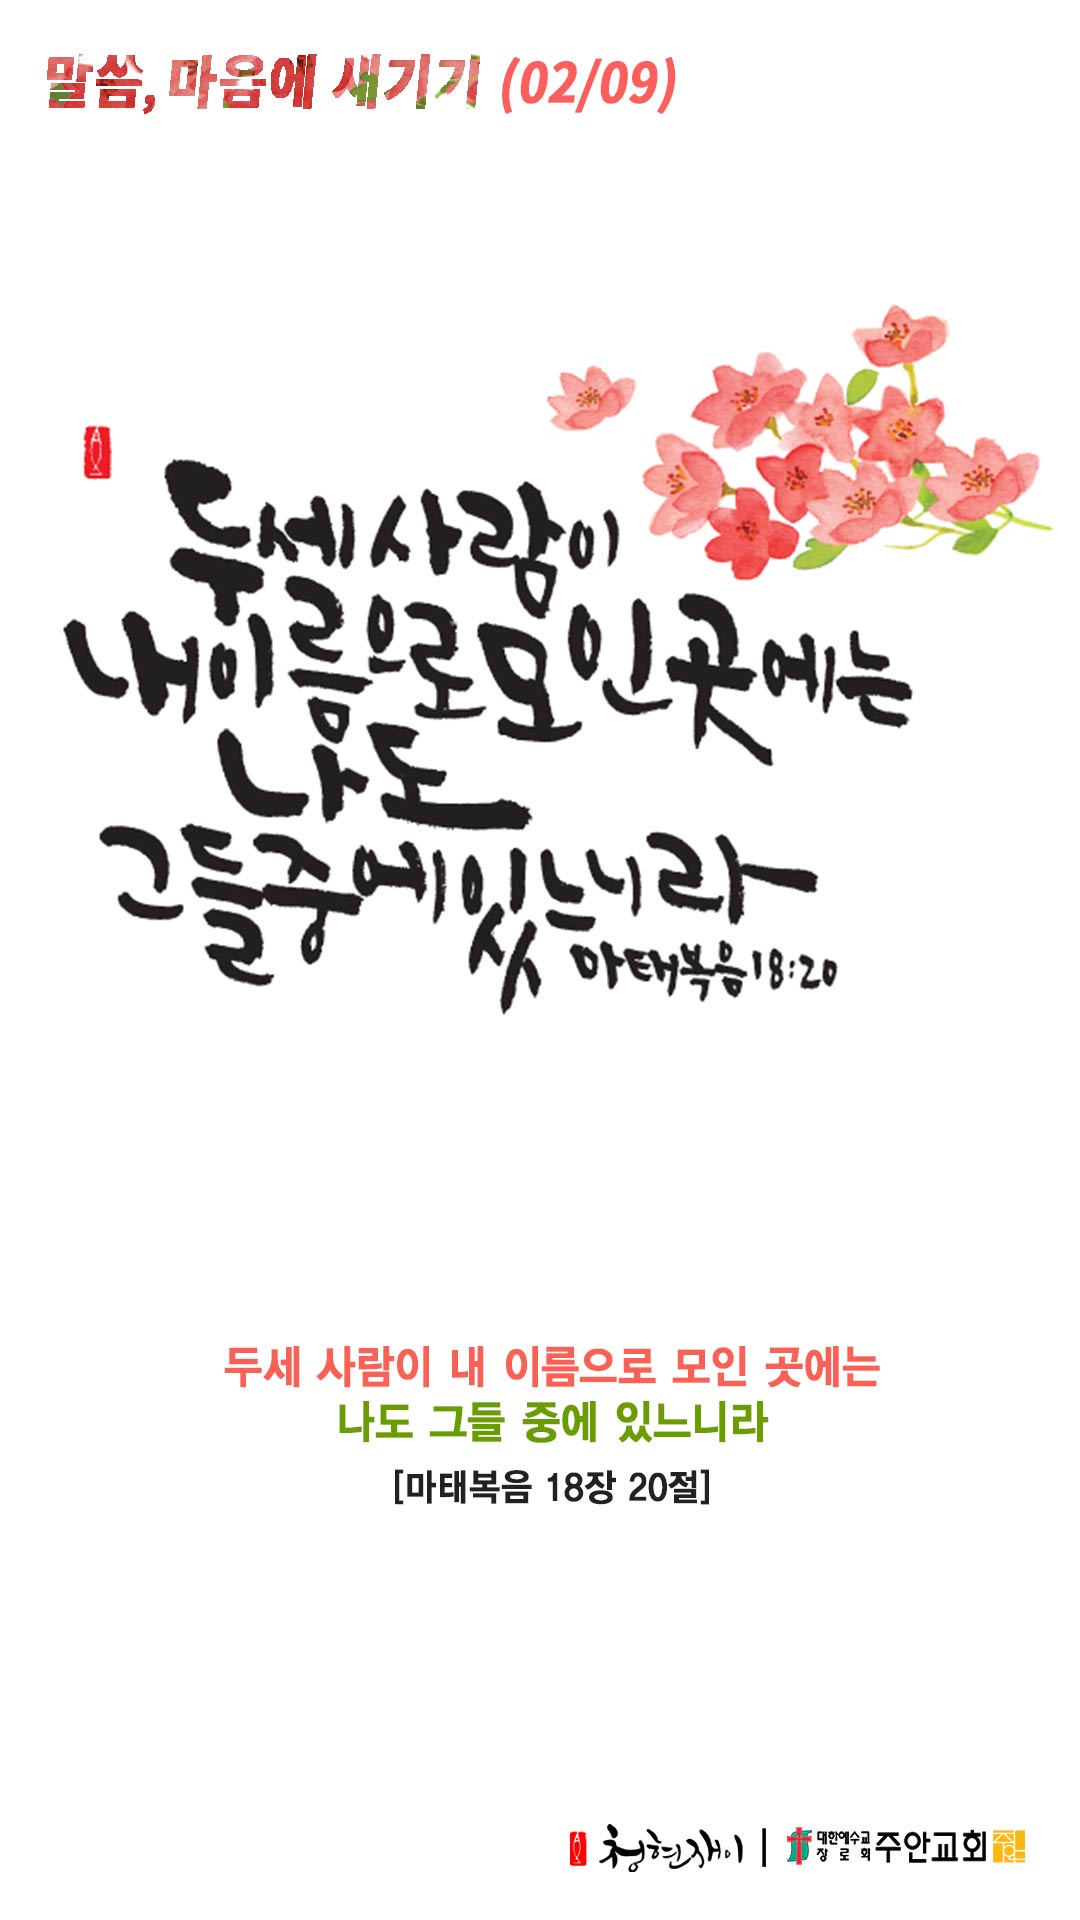 말씀, 마음에 새기기 (02/09)
두세 사람이
내 이름으로 모인 곳에는
나도
그들 중에 있느니라
마태복음 18:20
두세 사람이 내 이름으로 모인 곳에는
나도 그들 중에 있느니라
[마태복음 18장 20절]
청현재이 | 대한예수교
장로회 주안교회